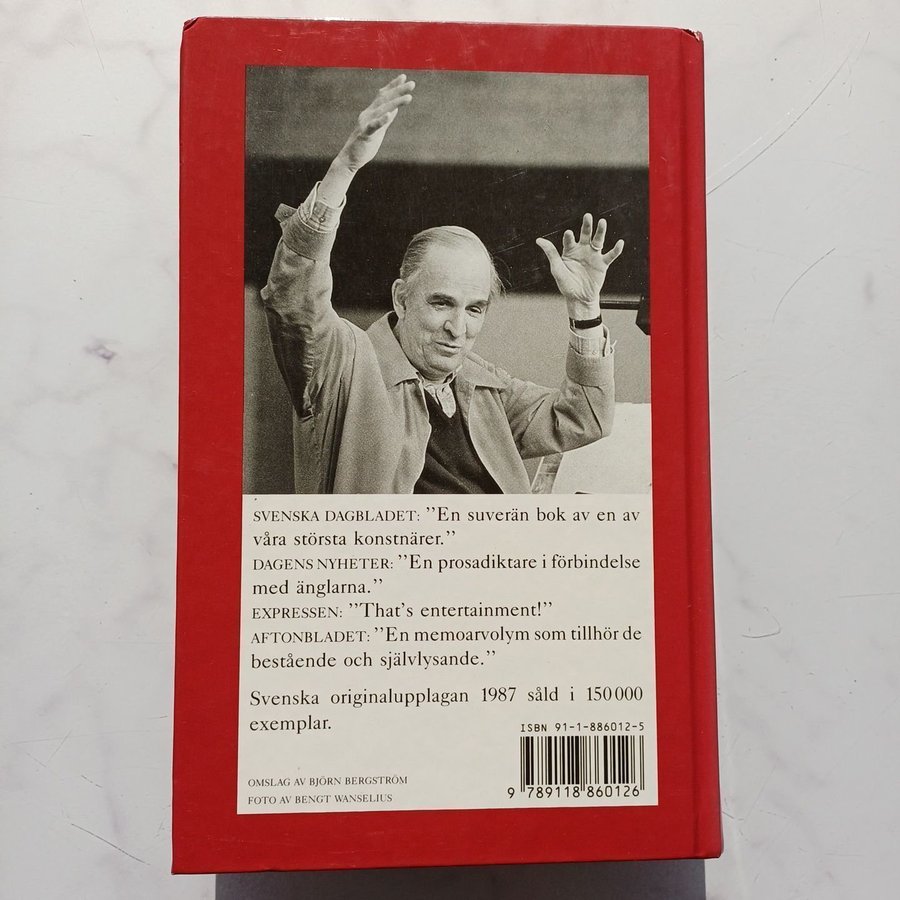 SVENSKA DAGBLADET: ”En suverän bok av en av
våra största konstnärer.”
DAGENS NYHETER: ”En prosadiktare i förbindelse
med änglarna.”
EXPRESSEN: ”That’s entertainment!”
AFTONBLADET: ”En memoarvolym som tillhör de
bestående och självlysande.”
Svenska originalupplagan 1987 såld i 150 000
exemplar.
ISBN 91-1-886012-5
9 789118 860126
OMSLAG AV BJÖRN BERGSTRÖM
FOTO AV BENGT WANSELIUS